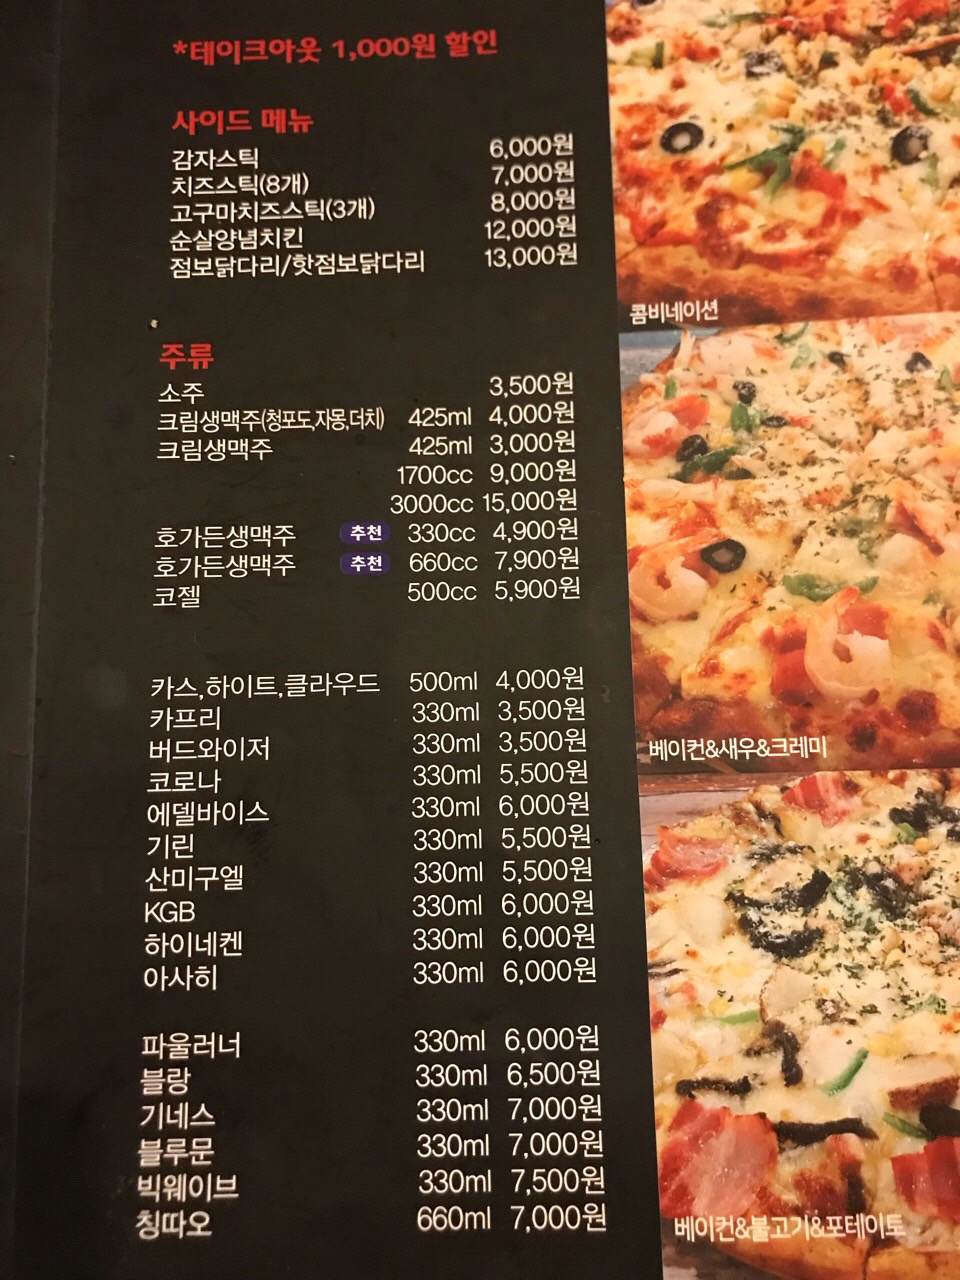 *테이크아웃 1,000원 할인
사이드 메뉴
감자스틱 6,000원
치즈스틱(8개) 7,000원
고구마치즈스틱(3개) 8,000원
순살양념치킨 12,000원
점보닭다리/핫점보닭다리 13,000원
주류
소주 3,500원
크림생맥주(청포도,자몽,더치) 425ml 4,000원
크림생맥주 425ml 3,000원
1700cc 9,000원
3000cc 15,000원
호가든생맥주 추천 330cc 4,900원
호가든생맥주 추천 660cc 7,900원
코젤 500cc 5,900원
카스,하이트,클라우드 500ml 4,000원
카프리 330ml 3,500원
버드와이저 330ml 3,500원
코로나 330ml 5,500원
에델바이스 330ml 6,000원
기린 330ml 5,500원
산미구엘 330ml 5,500원
KGB 330ml 6,000원
하이네켄 330ml 6,000원
아사히 330ml 6,000원
파울러너 330ml 6,000원
블랑 330ml 6,500원
기네스 330ml 7,000원
블루문 330ml 7,000원
빅웨이브 330ml 7,500원
칭따오 660ml 7,000원
콤비네이션
베이컨&새우&크레미
베이컨&불고기&포테이토